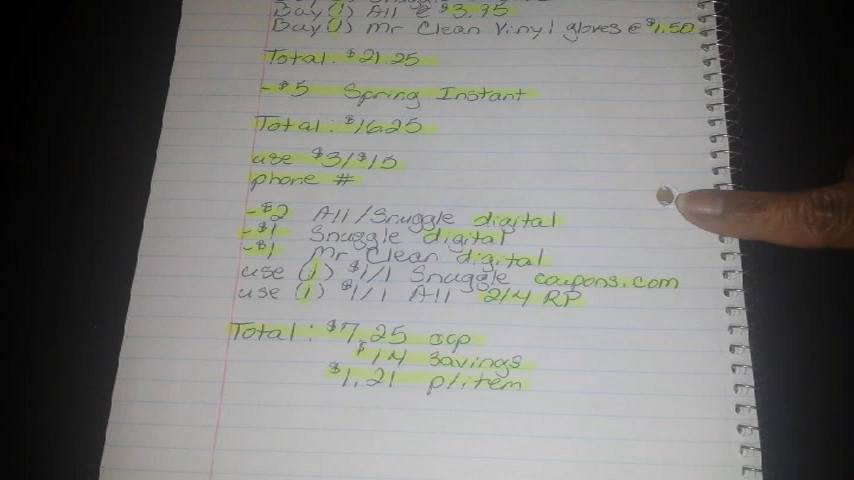 Buy (1) All @ $3.95
Buy (1) Mr Clean Vinyl gloves @ $1.50
Total: $21.25
-$5 Spring Instant
Total: $16.25
use $3/$15
phone #
-$2 All/Snuggle digital
-$1 Snuggle digital
-$1 Mr Clean digital
use (1) $1/1 Snuggle coupons.com
use (1) $1/1 All 2/4 RP
Total: $7.25 oop
$14 savings
$1.21 p/item